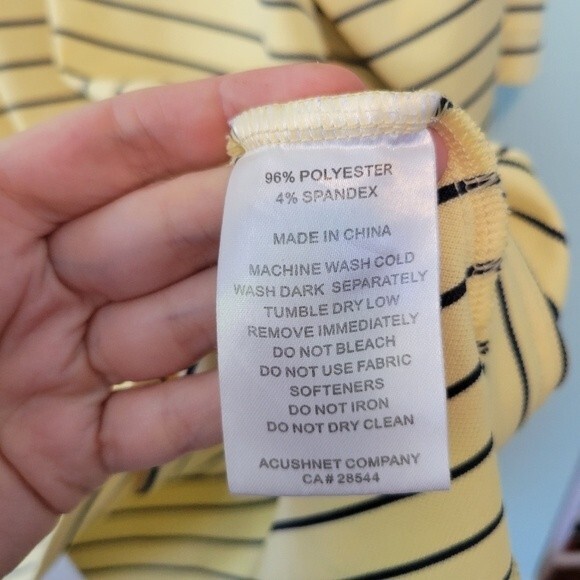 96% POLYESTER
4% SPANDEX
MADE IN CHINA
MACHINE WASH COLD
WASH DARK SEPARATELY
TUMBLE DRY LOW
REMOVE IMMEDIATELY
DO NOT BLEACH
DO NOT USE FABRIC
SOFTENERS
DO NOT IRON
DO NOT DRY CLEAN
ACUSHNET COMPANY
CA# 28544